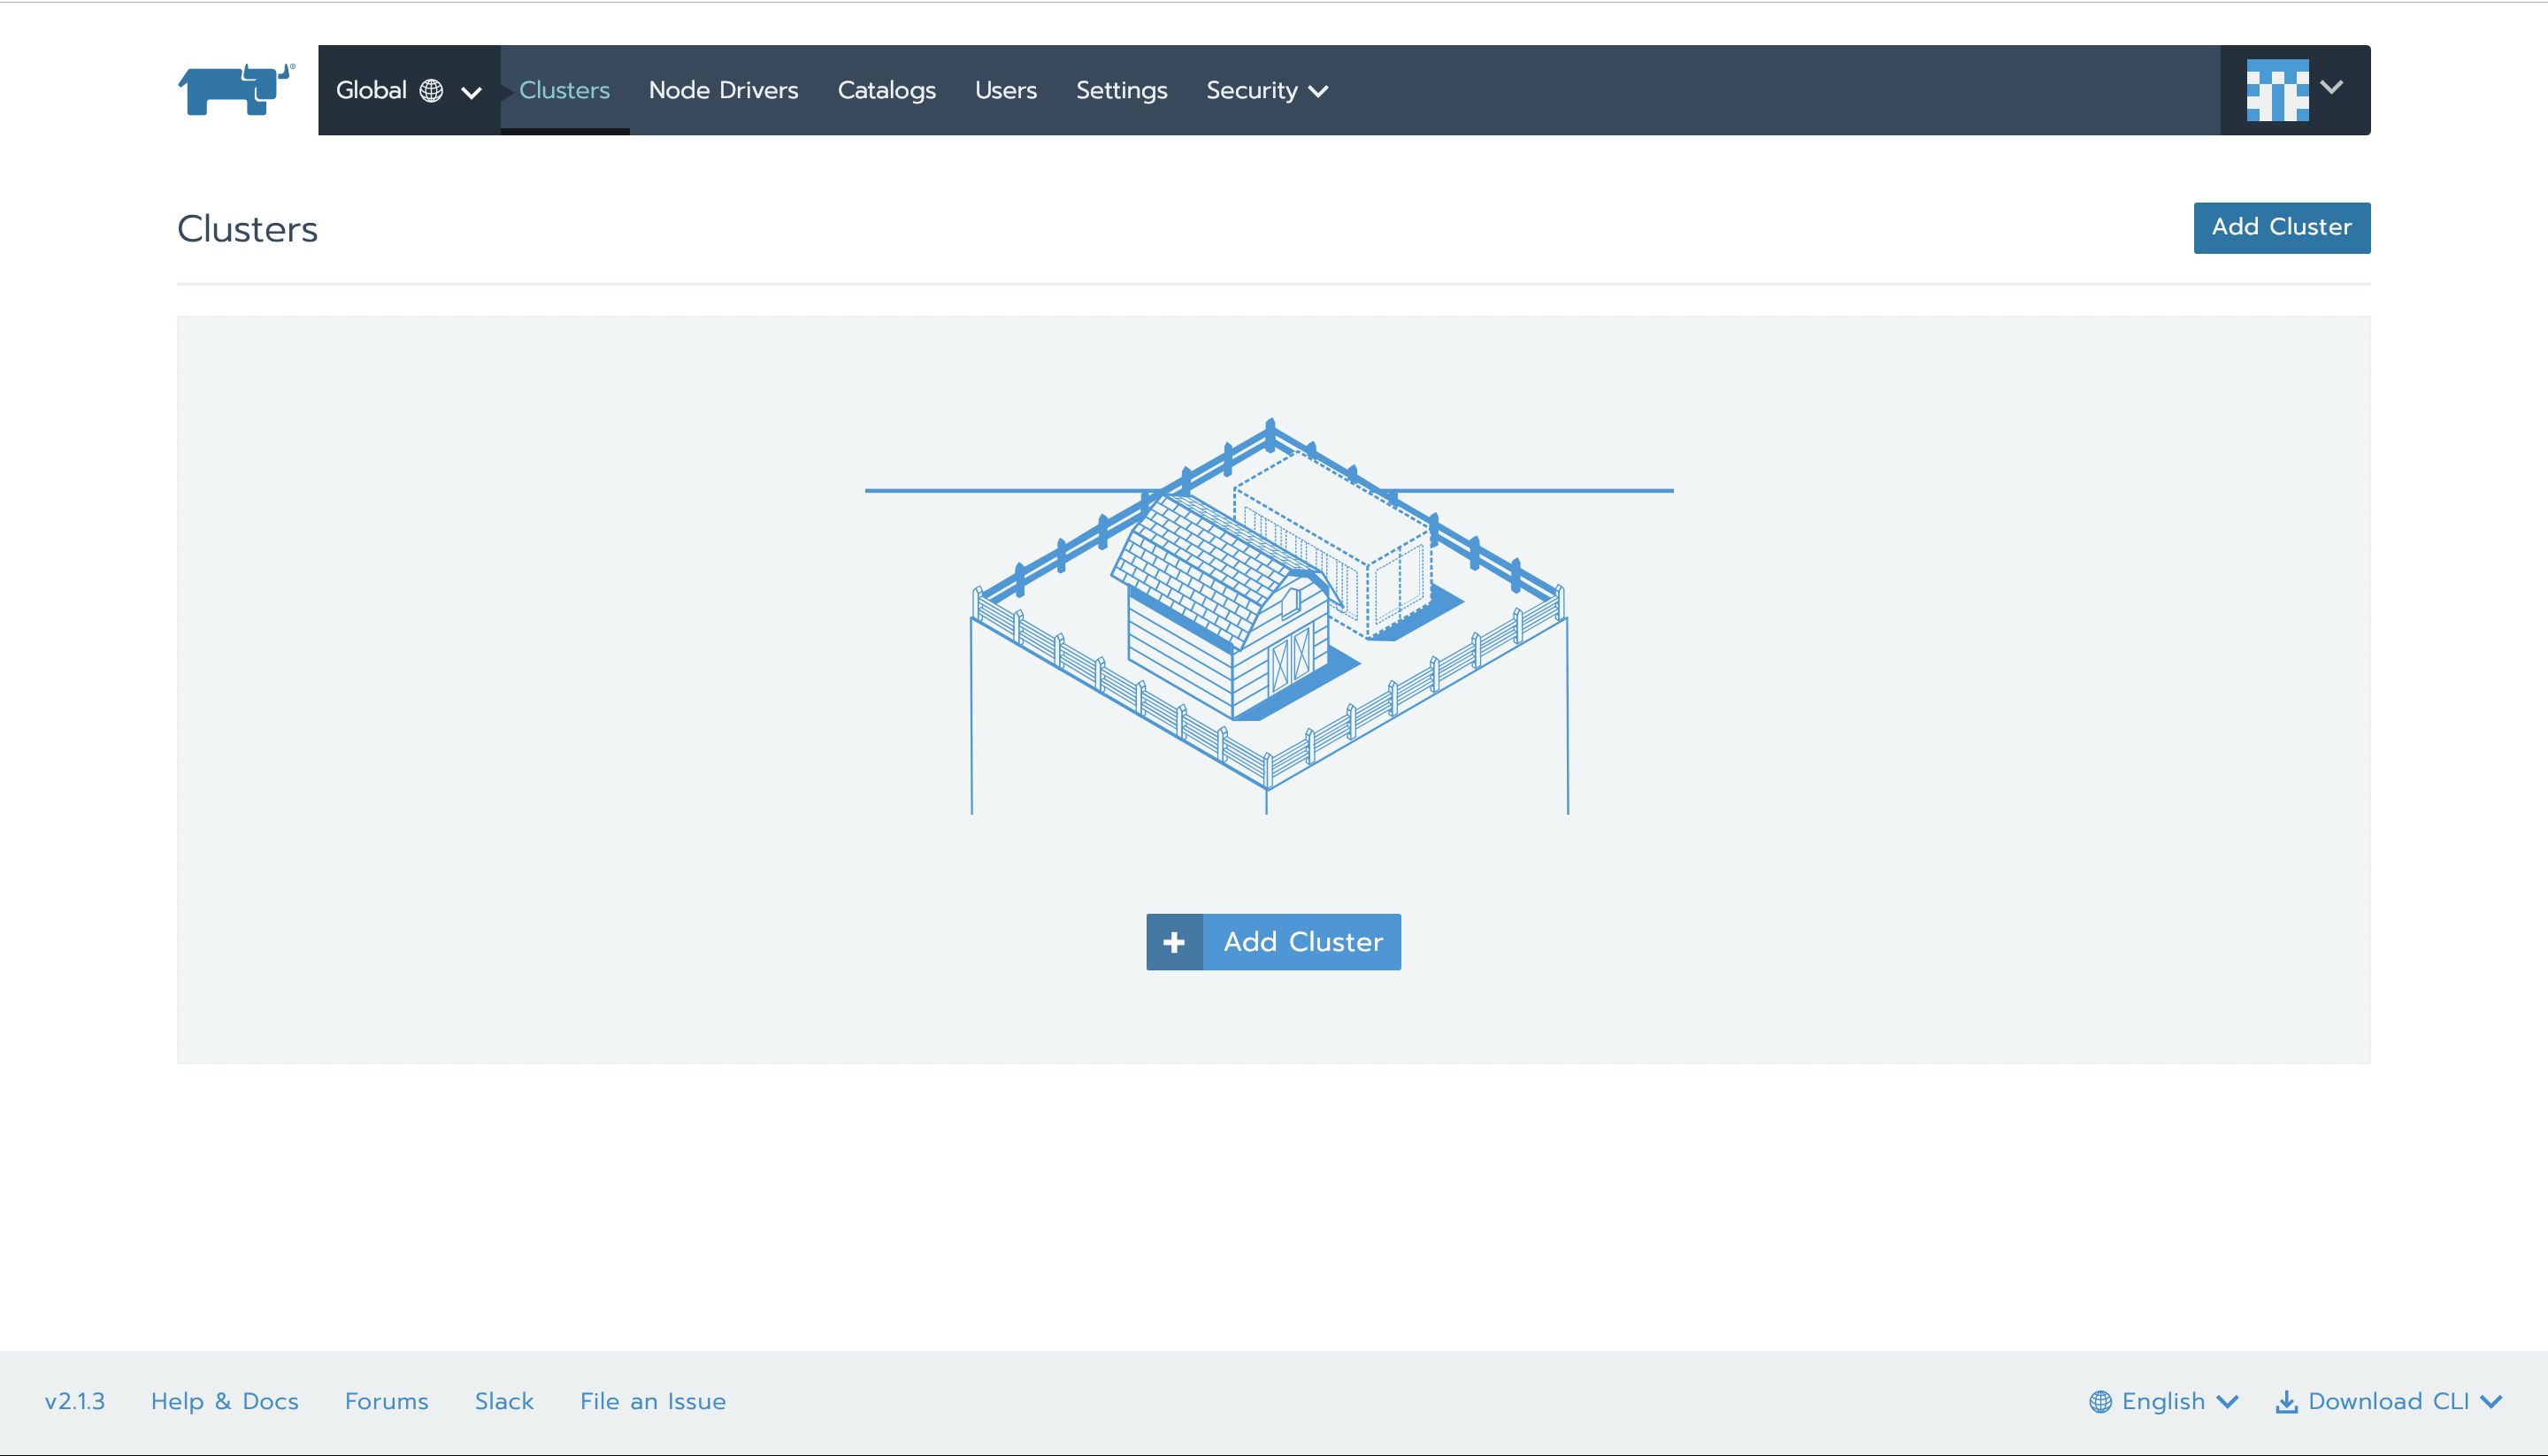 Global Clusters Node Drivers Catalogs Users Settings Security
Clusters Add Cluster
Add Cluster
v2.1.3 Help & Docs Forums Slack File an Issue English Download CLI